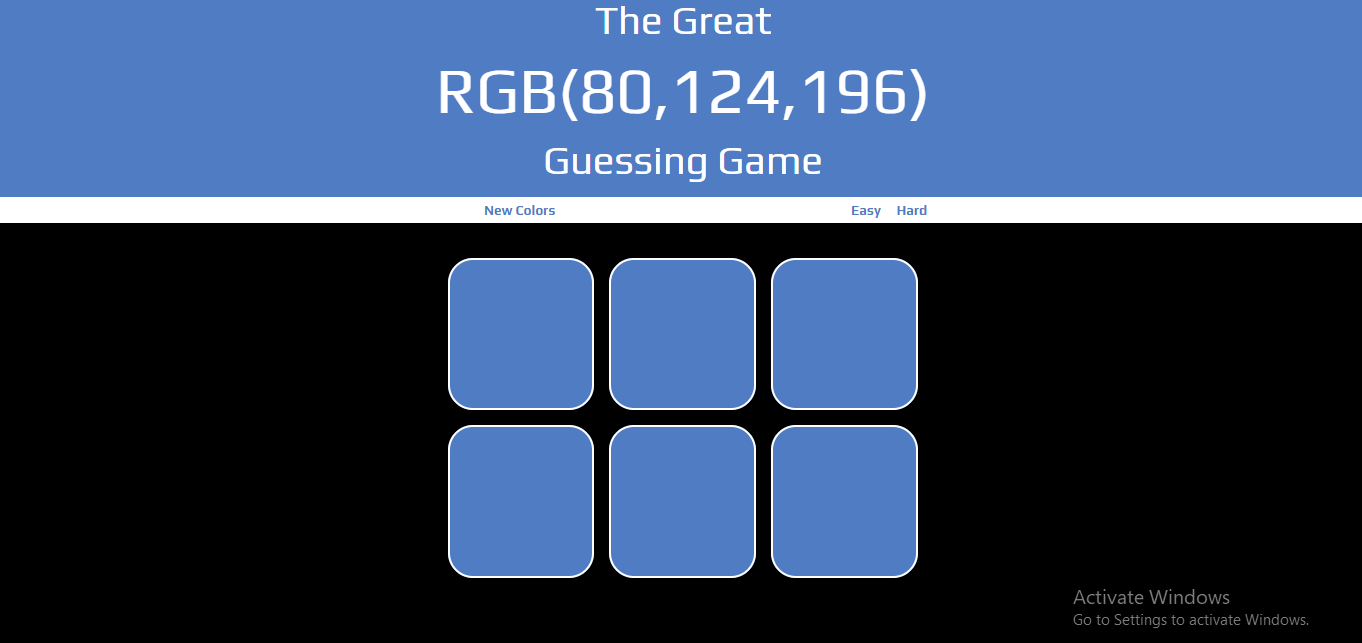 The Great
RGB(80,124,196)
Guessing Game
New Colors Easy Hard
Activate Windows
Go to Settings to activate Windows.